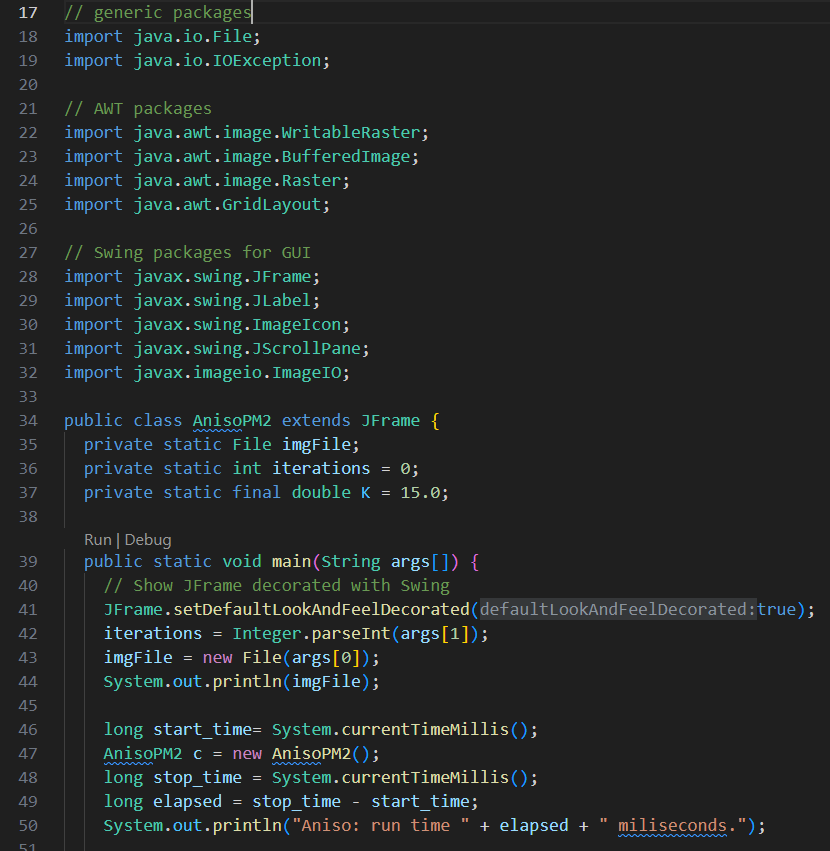 17 // generic packages
18 import java.io.File;
19 import java.io.IOException;
20
21 // AWT packages
22 import java.awt.image.WritableRaster;
23 import java.awt.image.BufferedImage;
24 import java.awt.image.Raster;
25 import java.awt.GridLayout;
26
27 // Swing packages for GUI
28 import javax.swing.JFrame;
29 import javax.swing.JLabel;
30 import javax.swing.ImageIcon;
31 import javax.swing.JScrollPane;
32 import javax.imageio.ImageIO;
33
34 public class AnisoPM2 extends JFrame {
35   private static File imgFile;
36   private static int iterations = 0;
37   private static final double K = 15.0;
38
Run | Debug
39   public static void main(String args[]) {
40     // Show JFrame decorated with Swing
41     JFrame.setDefaultLookAndFeelDecorated(defaultLookAndFeelDecorated:true);
42     iterations = Integer.parseInt(args[1]);
43     imgFile = new File(args[0]);
44     System.out.println(imgFile);
45
46     long start_time= System.currentTimeMillis();
47     AnisoPM2 c = new AnisoPM2();
48     long stop_time = System.currentTimeMillis();
49     long elapsed = stop_time - start_time;
50     System.out.println("Aniso: run time " + elapsed + " miliseconds.");
51